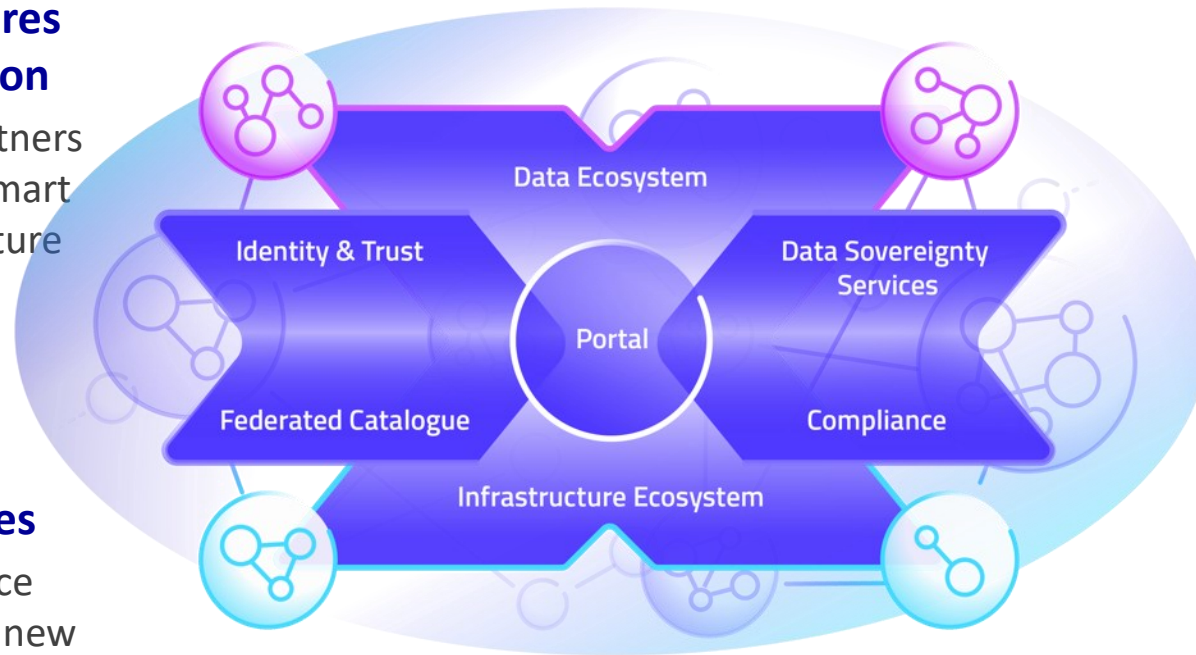 res
on
tners
mart
ture
es
ce
new
Data Ecosystem
Identity & Trust
Data Sovereignty
Services
Portal
Federated Catalogue
Compliance
Infrastructure Ecosystem